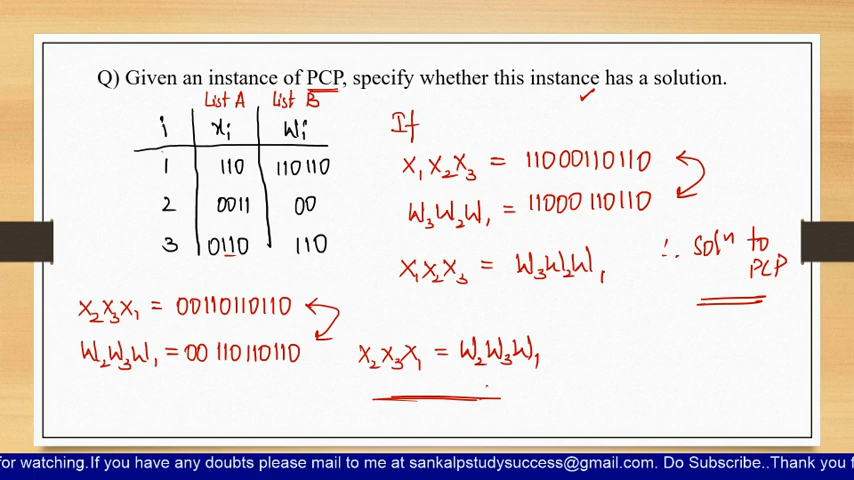 Q) Given an instance of PCP, specify whether this instance has a solution.
List A List B
i xi Wi
1 110 110110
2 0011 00
3 0110 110
If
X1X2X3 = 11000110110
W3W2W1 = 11000110110
X1X2X3 = W3W2W1
∴ Soln to
PCP
X2X3X1 = 00110110110
W2W3W1 = 00110110110
X2X3X1 = W2W3W1
for watching.If you have any doubts please mail to me at sankalpstudysuccess@gmail.com. Do Subscribe..Thank you f